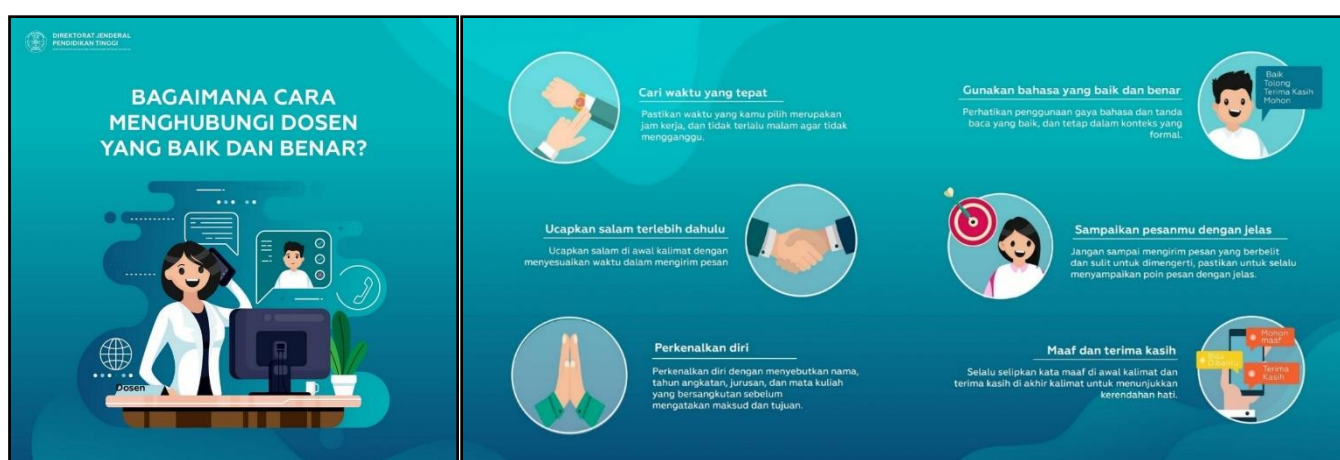 DIREKTORAT JENDERAL
PENDIDIKAN TINGGI
BAGAIMANA CARA
MENGHUBUNGI DOSEN
YANG BAIK DAN BENAR?
Dosen
Cari waktu yang tepat
Pastikan waktu yang kamu pilih merupakan
jam kerja, dan tidak terlalu malam agar tidak
mengganggu.
Ucapkan salam terlebih dahulu
Ucapkan salam di awal kalimat dengan
menyesuaikan waktu dalam mengirim pesan
Perkenalkan diri
Perkenalkan diri dengan menyebutkan nama,
tahun angkatan, jurusan, dan mata kuliah
yang bersangkutan sebelum
mengatakan maksud dan tujuan.
Gunakan bahasa yang baik dan benar
Perhatikan penggunaan gaya bahasa dan tanda
baca yang baik, dan tetap dalam konteks yang
formal.
Baik
Tolong
Terima Kasih
Mohon
Sampaikan pesanmu dengan jelas
Jangan sampai mengirim pesan yang berbelit
dan sulit untuk dimengerti, pastikan untuk selalu
menyampaikan poin pesan dengan jelas.
Maaf dan terima kasih
Selalu selipkan kata maaf di awal kalimat dan
terima kasih di akhir kalimat untuk menunjukkan
kerendahan hati.
Mohon
maaf
Bisa
Terima
Kasih